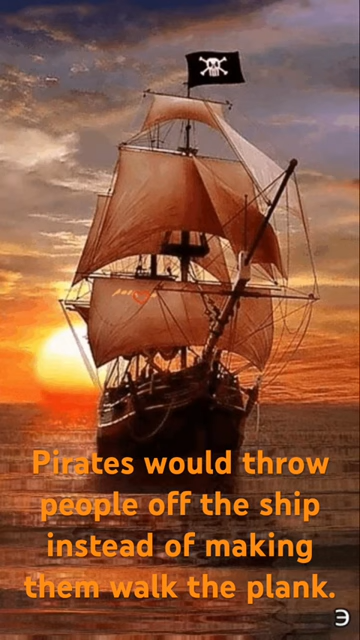 Pirates would throw
people off the ship
instead of making
them walk the plank.